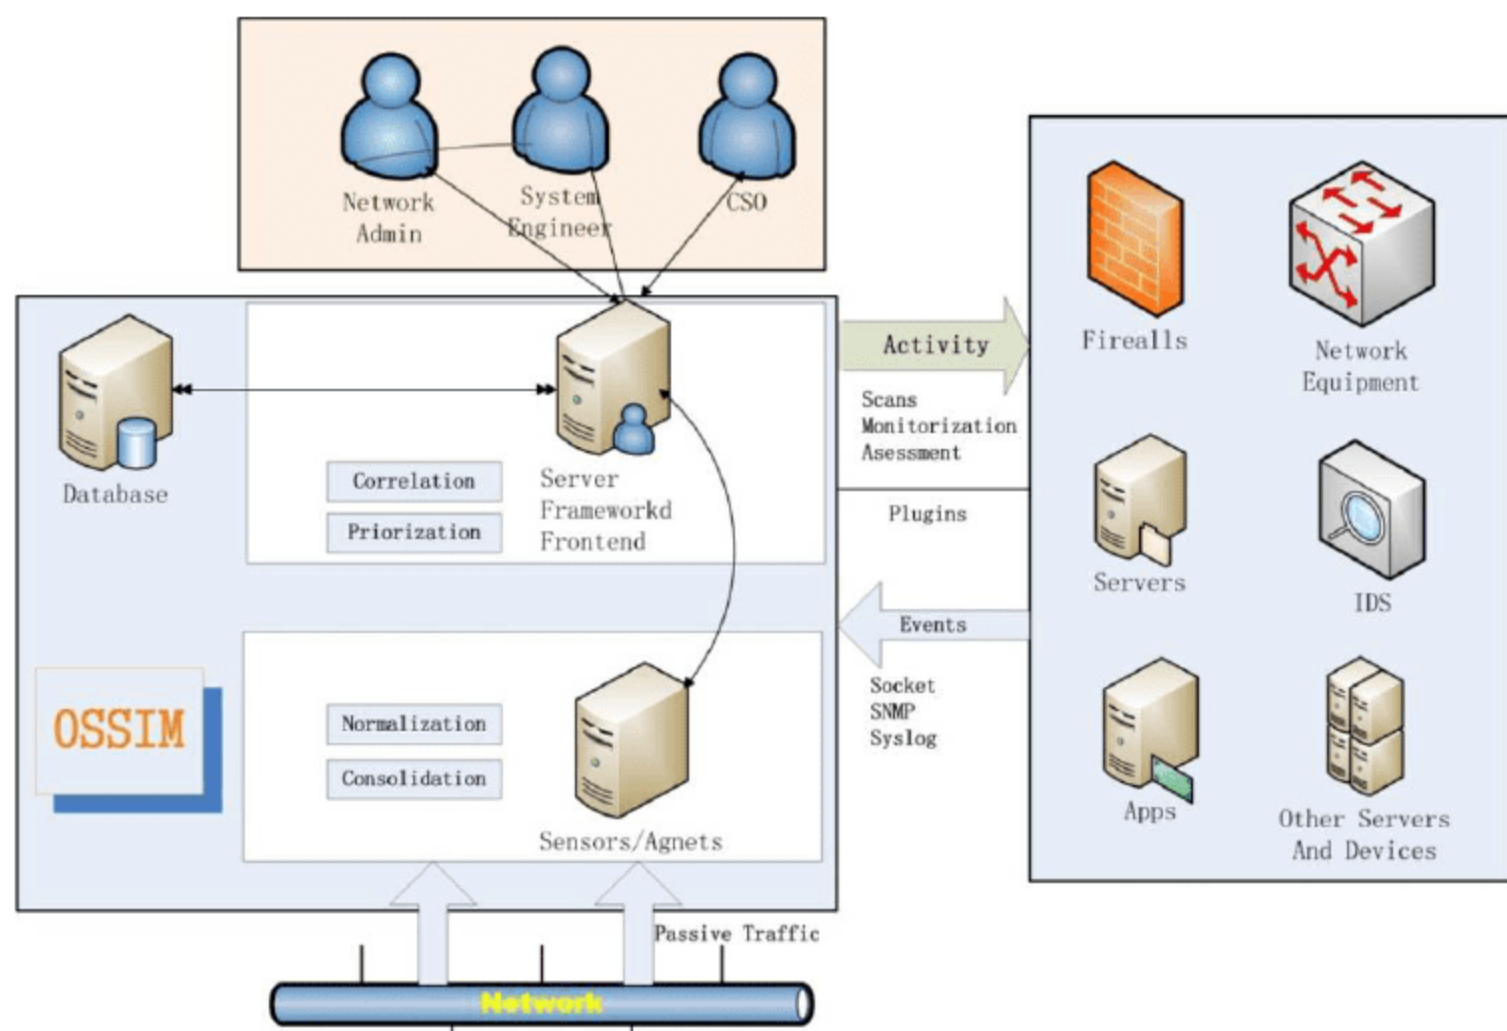 Network
Admin
System
Engineer
CSO
Database
Correlation
Priorization
Server
Frameworkd
Frontend
OSSIM
Normalization
Consolidation
Sensors/Agnets
Activity
Scans
Monitorization
Asessment
Plugins
Events
Socket
SNMP
Syslog
Firealls
Network
Equipment
Servers
IDS
Apps
Other Servers
And Devices
Passive Traffic
Network